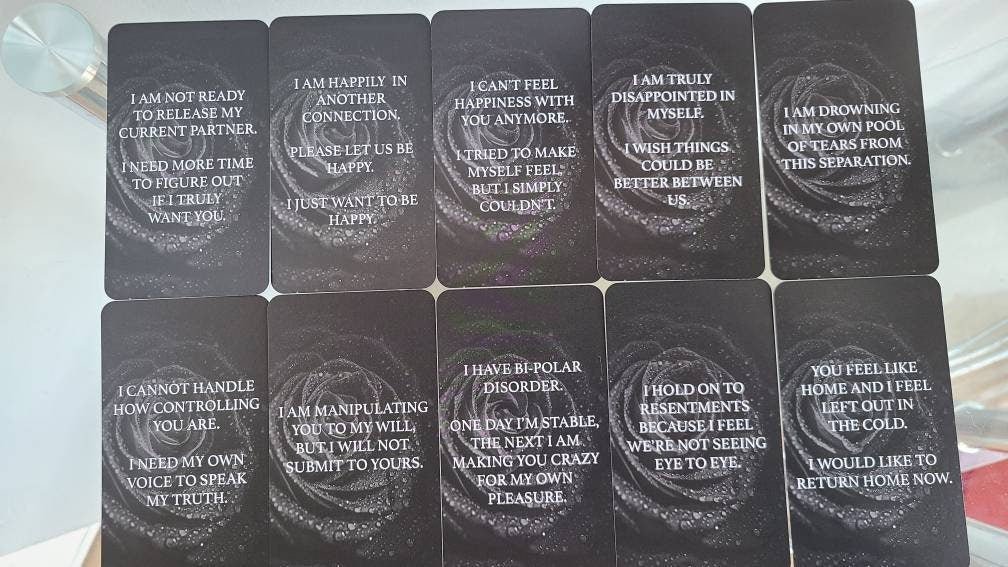 I AM NOT READY
TO RELEASE MY
CURRENT PARTNER.
I NEED MORE TIME
TO FIGURE OUT
IF I TRULY
WANT YOU.
I AM HAPPILY IN
ANOTHER
CONNECTION.
PLEASE LET US BE
HAPPY.
I JUST WANT TO BE
HAPPY.
I CAN'T FEEL
HAPPINESS WITH
YOU ANYMORE.
I TRIED TO MAKE
MYSELF FEEL,
BUT I SIMPLY
COULDN'T.
I AM TRULY
DISAPPOINTED IN
MYSELF.
I WISH THINGS
COULD BE
BETTER BETWEEN
US.
I AM DROWNING
IN MY OWN POOL
OF TEARS FROM
THIS SEPARATION.
I CANNOT HANDLE
HOW CONTROLLING
YOU ARE.
I NEED MY OWN
VOICE TO SPEAK
MY TRUTH.
I AM MANIPULATING
YOU TO MY WILL,
BUT I WILL NOT
SUBMIT TO YOURS.
I HAVE BI-POLAR
DISORDER.
ONE DAY I'M STABLE,
THE NEXT I AM
MAKING YOU CRAZY
FOR MY OWN
PLEASURE.
I HOLD ON TO
RESENTMENTS
BECAUSE I FEEL
WE'RE NOT SEEING
EYE TO EYE.
YOU FEEL LIKE
HOME AND I FEEL
LEFT OUT IN
THE COLD.
I WOULD LIKE TO
RETURN HOME NOW.